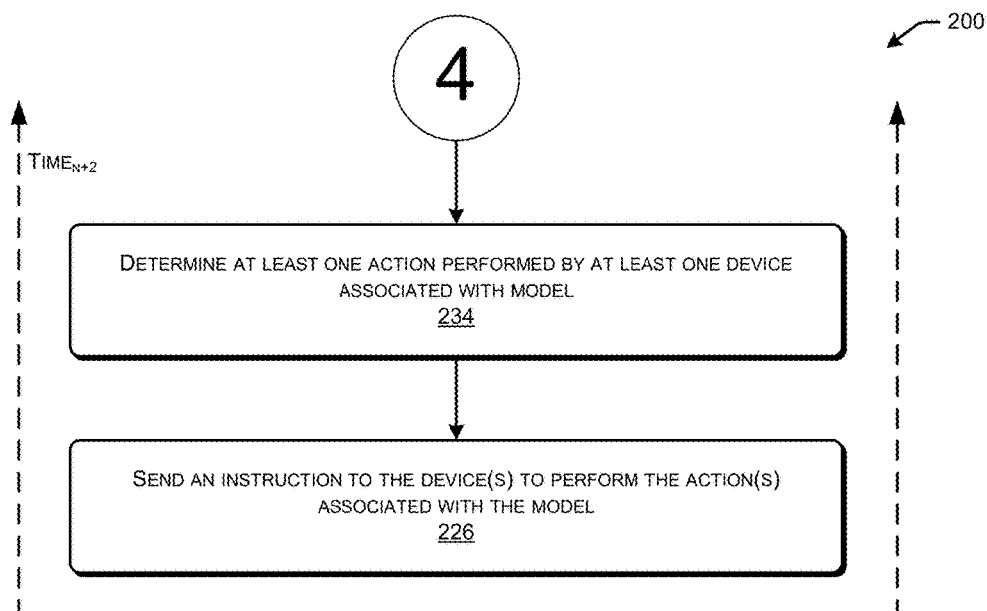 200
4
TIMEN+2
DETERMINE AT LEAST ONE ACTION PERFORMED BY AT LEAST ONE DEVICE
ASSOCIATED WITH MODEL
234
SEND AN INSTRUCTION TO THE DEVICE(S) TO PERFORM THE ACTION(S)
ASSOCIATED WITH THE MODEL
226